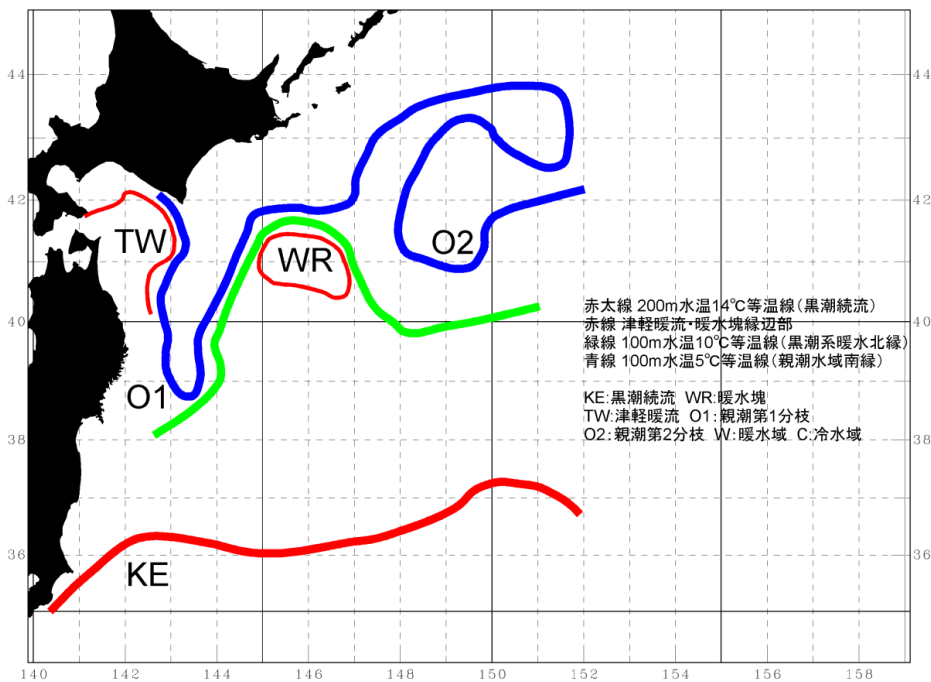 44 44
42 42
TW
WR
O2
赤太線 200m水温14℃等温線(黒潮続流)
40 40
赤線 津軽暖流・暖水塊縁辺部
緑線 100m水温10℃等温線(黒潮系暖水北縁)
青線 100m水温5℃等温線(親潮水域南縁)
O1
KE:黒潮続流 WR:暖水塊
TW:津軽暖流 O1:親潮第1分枝
O2:親潮第2分枝 W:暖水域 C:冷水域
38 38
36 36
KE
140 142 144 146 148 150 152 154 156 158